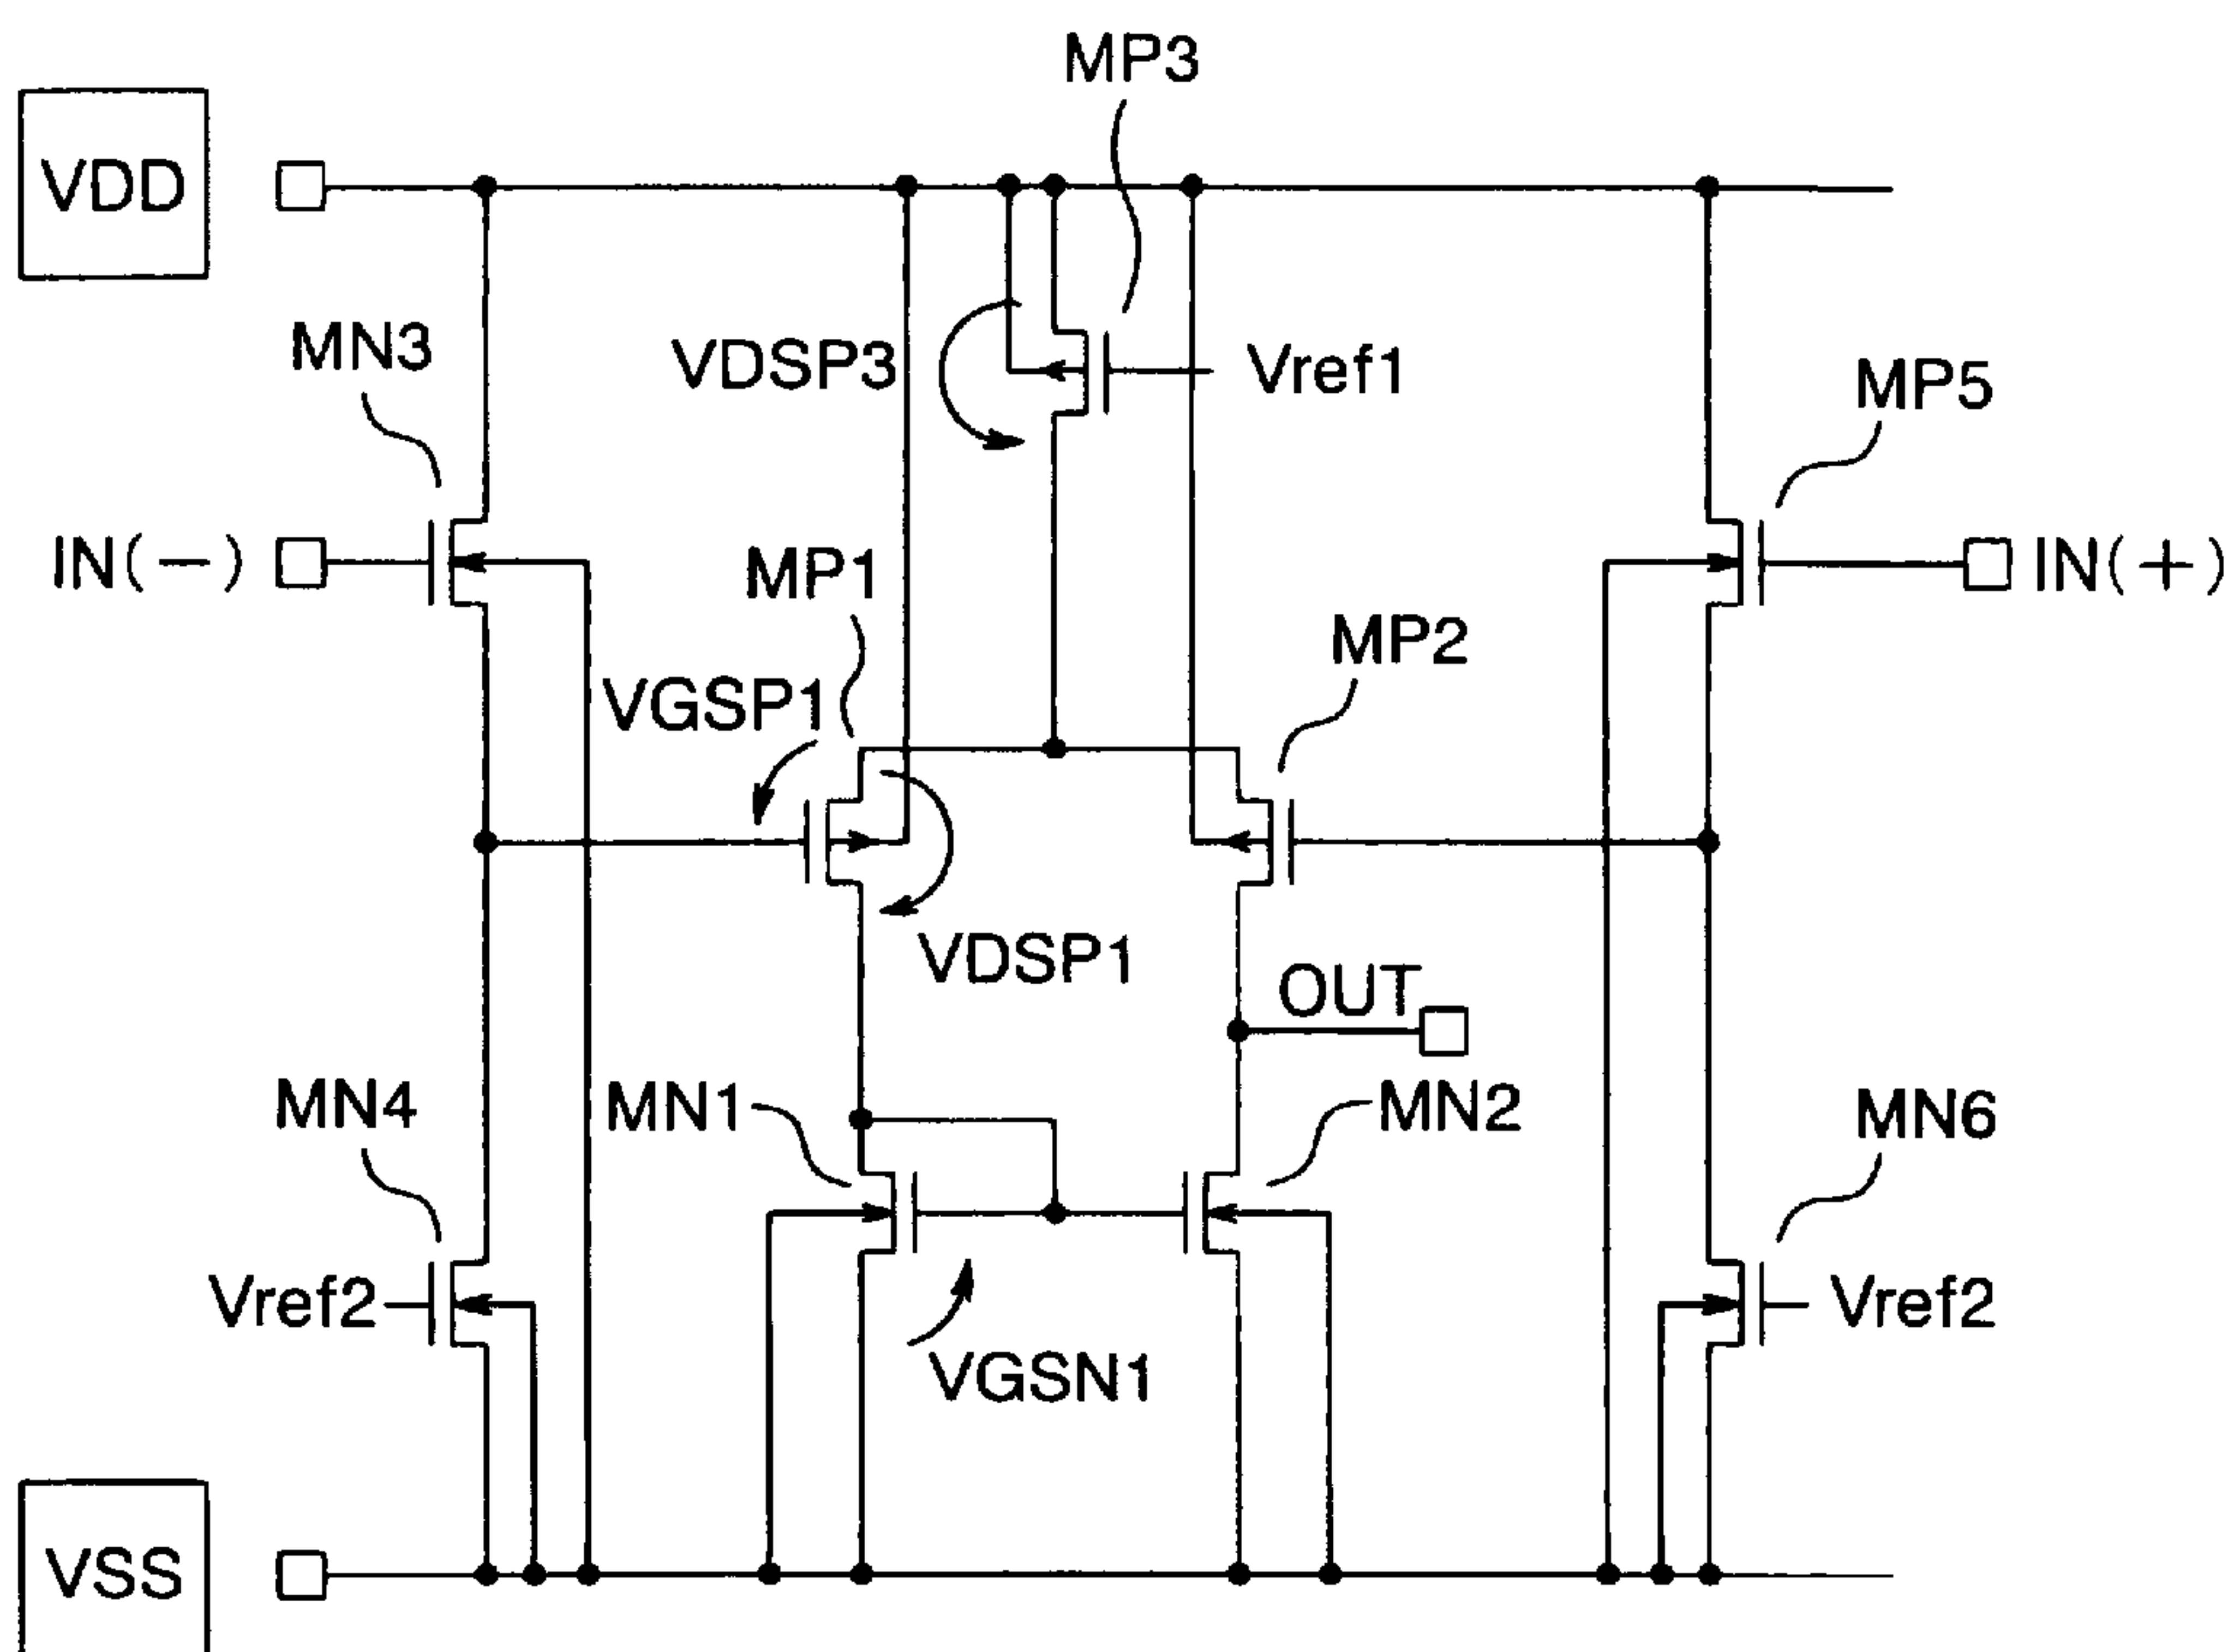 MP3
VDD
MN3
VDSP3
Vref1
MP5
IN(−)
MP1
IN(+)
MP2
VGSP1
VDSP1
OUT
MN4
MN1
MN2
MN6
Vref2
Vref2
VGSN1
VSS